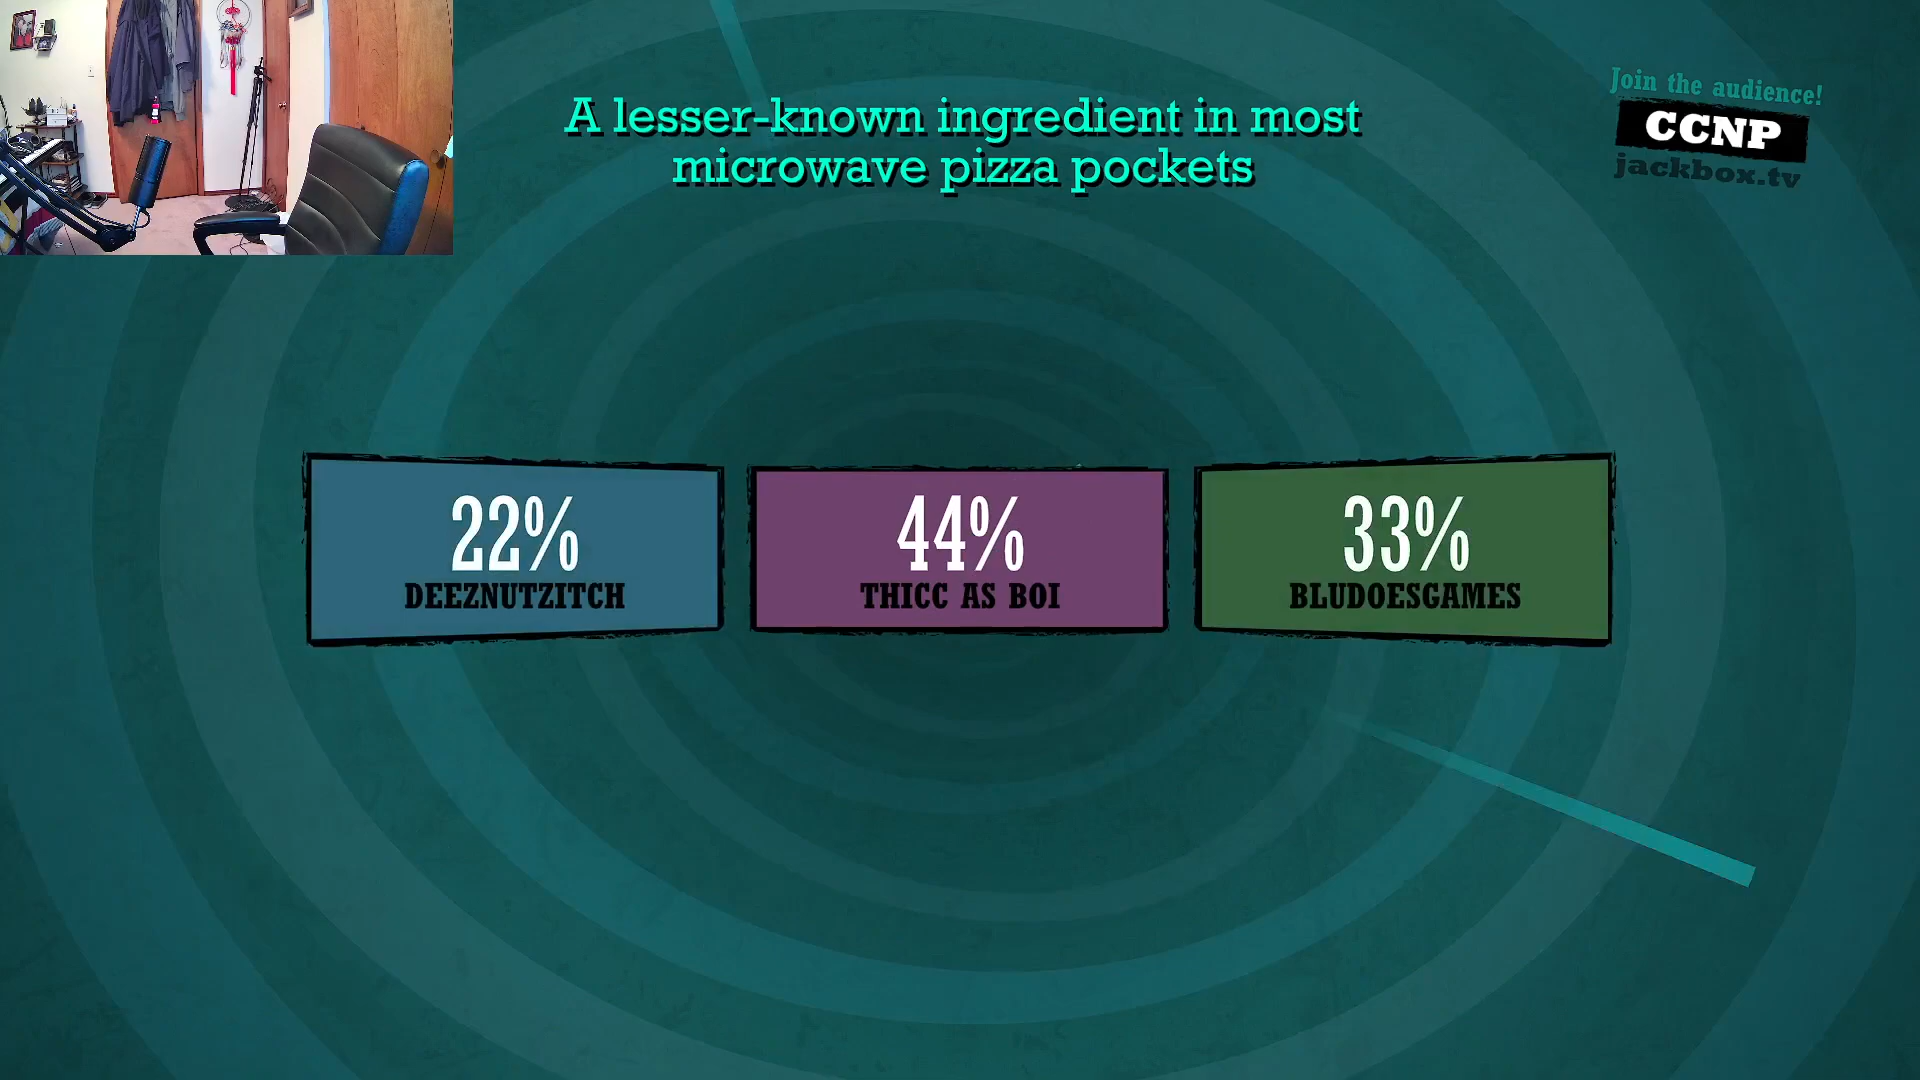 A lesser-known ingredient in most
microwave pizza pockets
Join the audience!
CCNP
jackbox.tv
22%
DEEZNUTZITCH
44%
THICC AS BOI
33%
BLUDOESGAMES